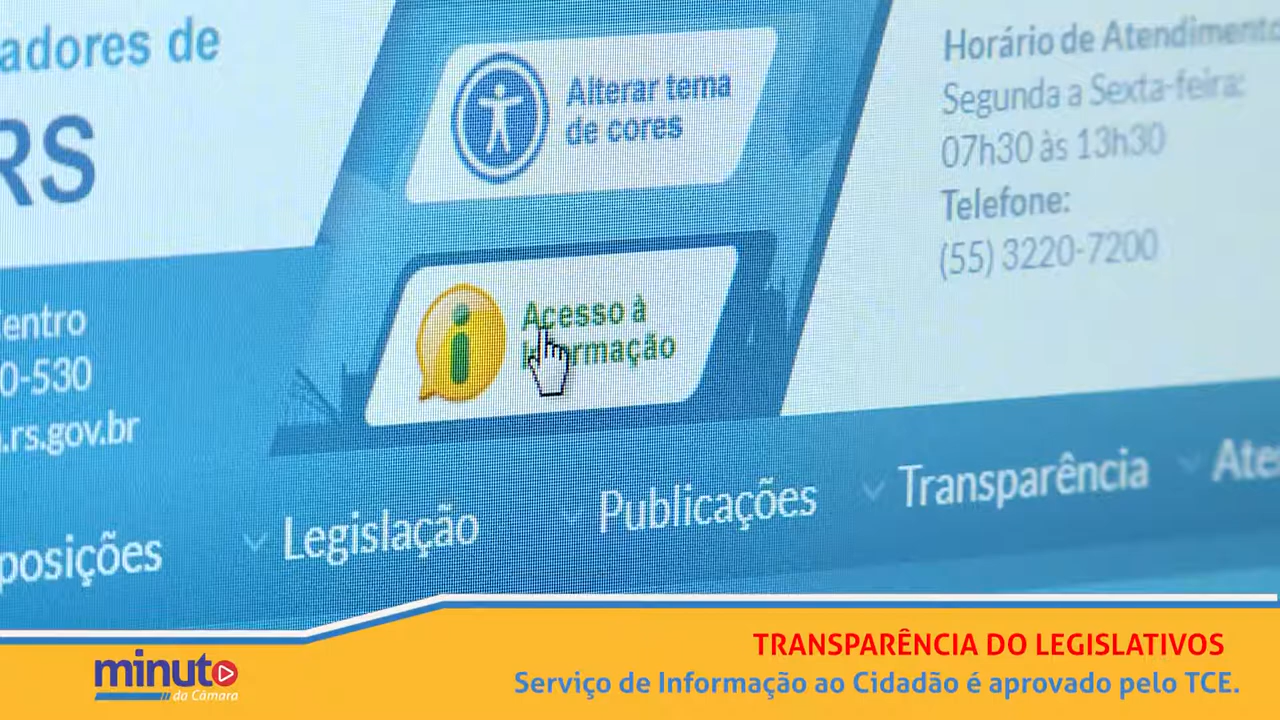 adores de
RS
entro
0-530
.rs.gov.br
Alterar tema
de cores
Acesso à
Informação
Horário de Atendimento
Segunda a Sexta-feira:
07h30 às 13h30
Telefone:
(55) 3220-7200
posições
Legislação
Publicações
Transparência
Ate
minuto
da Câmara
TRANSPARÊNCIA DO LEGISLATIVOS
Serviço de Informação ao Cidadão é aprovado pelo TCE.